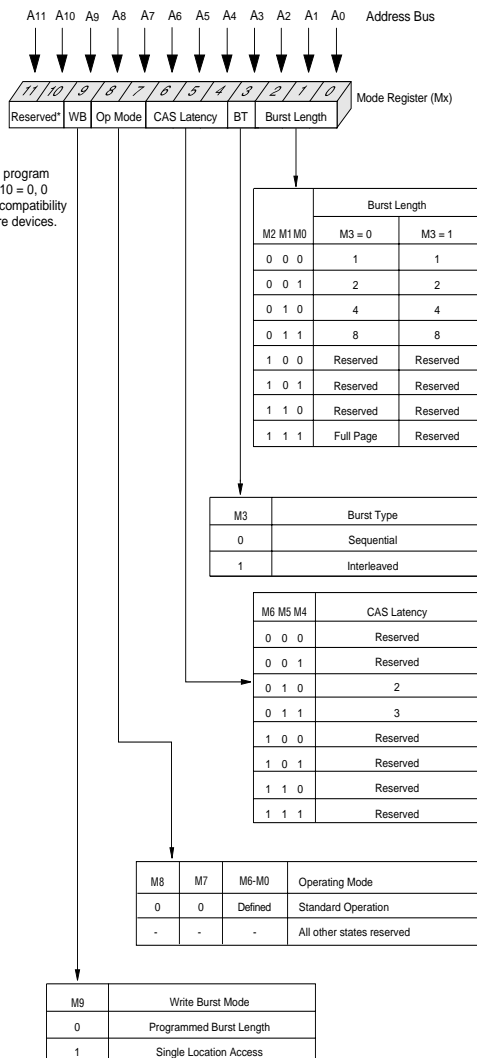 A11 A10 A9 A8 A7 A6 A5 A4 A3 A2 A1 A0 Address Bus
11 10 9 8 7 6 5 4 3 2 1 0 Mode Register (Mx)
Reserved* WB Op Mode CAS Latency BT Burst Length
program
10 = 0, 0
compatibility
re devices.
Burst Length
M2 M1 M0 M3 = 0 M3 = 1
0 0 0 1 1
0 0 1 2 2
0 1 0 4 4
0 1 1 8 8
1 0 0 Reserved Reserved
1 0 1 Reserved Reserved
1 1 0 Reserved Reserved
1 1 1 Full Page Reserved
M3 Burst Type
0 Sequential
1 Interleaved
M6 M5 M4 CAS Latency
0 0 0 Reserved
0 0 1 Reserved
0 1 0 2
0 1 1 3
1 0 0 Reserved
1 0 1 Reserved
1 1 0 Reserved
1 1 1 Reserved
M8 M7 M6-M0 Operating Mode
0 0 Defined Standard Operation
- - - All other states reserved
M9 Write Burst Mode
0 Programmed Burst Length
1 Single Location Access